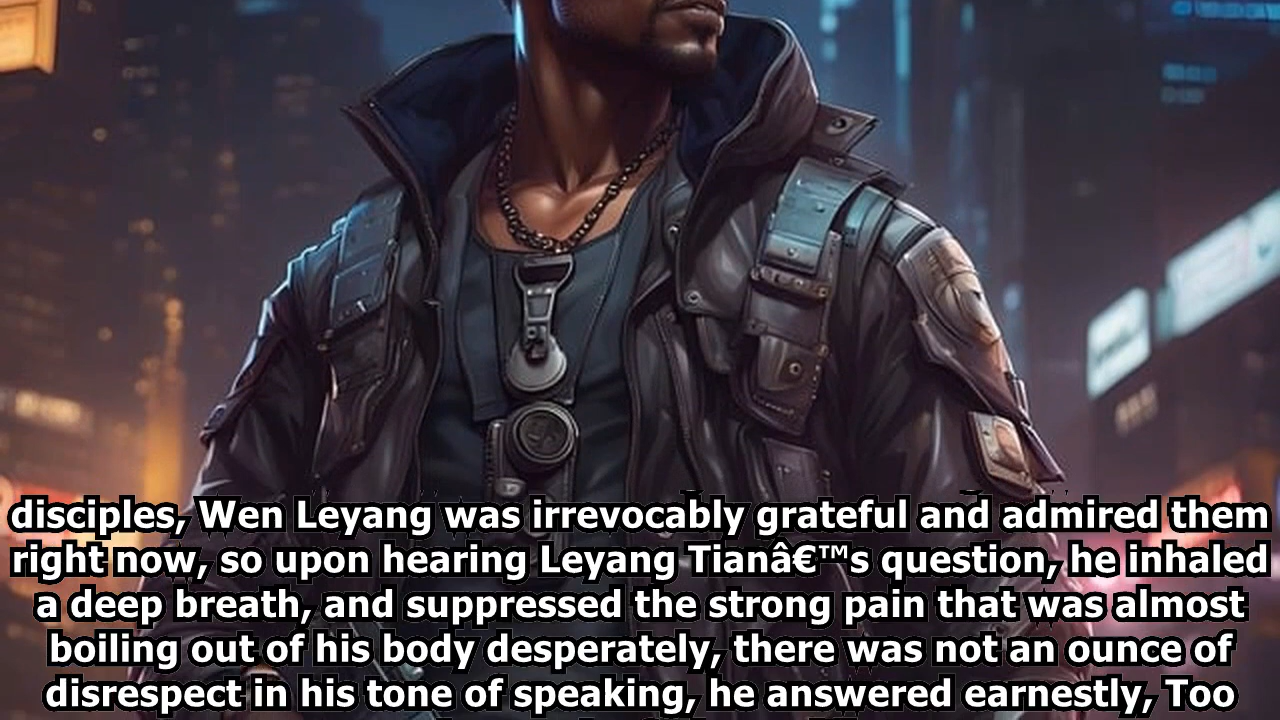 disciples, Wen Leyang was irrevocably grateful and admired them
right now, so upon hearing Leyang Tianâ€™s question, he inhaled
a deep breath, and suppressed the strong pain that was almost
boiling out of his body desperately, there was not an ounce of
disrespect in his tone of speaking, he answered earnestly, Too